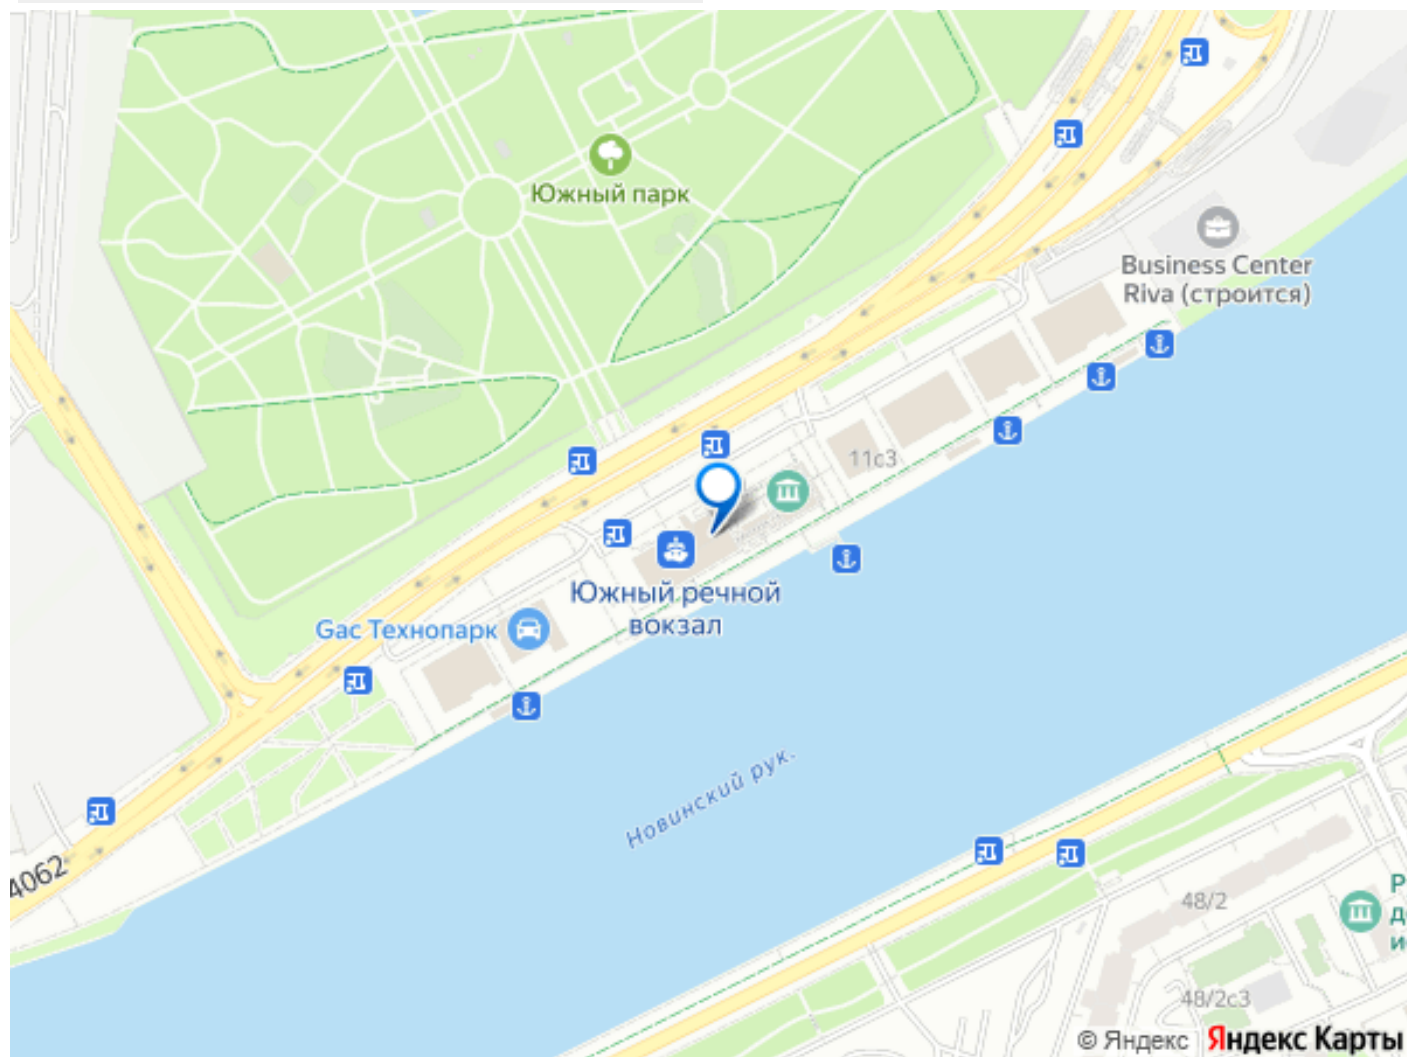 Южный парк
Business Center
Riva (строится)
11с3
Южный речной
вокзал
Gac Технопарк
Новинский рук.
4062
48/2
Р
д
и
48/2с3
© Яндекс
Яндекс Карты